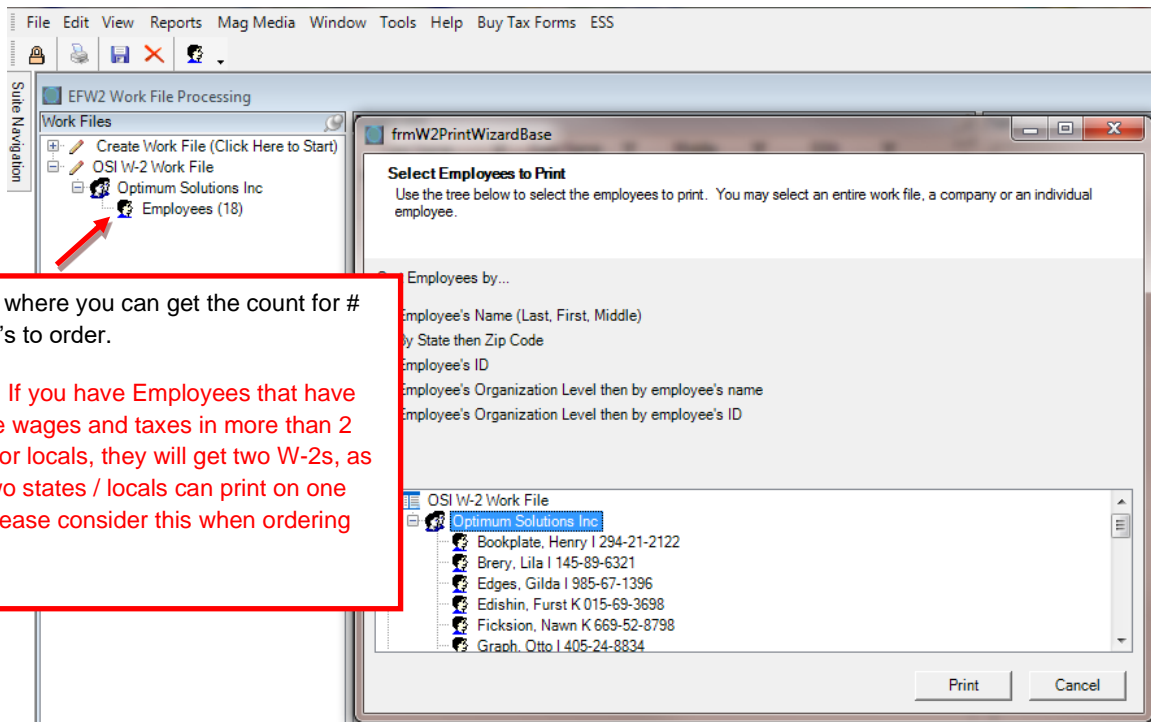 File Edit View Reports Mag Media Window Tools Help Buy Tax Forms ESS
Suite Navigation
EFW2 Work File Processing
Work Files
Create Work File (Click Here to Start)
OSI W-2 Work File
Optimum Solutions Inc
Employees (18)
where you can get the count for #
's to order.
If you have Employees that have
wages and taxes in more than 2
or locals, they will get two W-2s, as
states / locals can print on one
ease consider this when ordering
frmW2PrintWizardBase
Select Employees to Print
Use the tree below to select the employees to print. You may select an entire work file, a company or an individual
employee.
Employees by...
Employee's Name (Last, First, Middle)
By State then Zip Code
Employee's ID
Employee's Organization Level then by employee's name
Employee's Organization Level then by employee's ID
OSI W-2 Work File
Optimum Solutions Inc
Bookplate, Henry I 294-21-2122
Brery, Lila I 145-89-6321
Edges, Gilda I 985-67-1396
Edishin, Furst K 015-69-3698
Ficksion, Nawn K 669-52-8798
Graph, Otto I 405-24-8834
Print Cancel